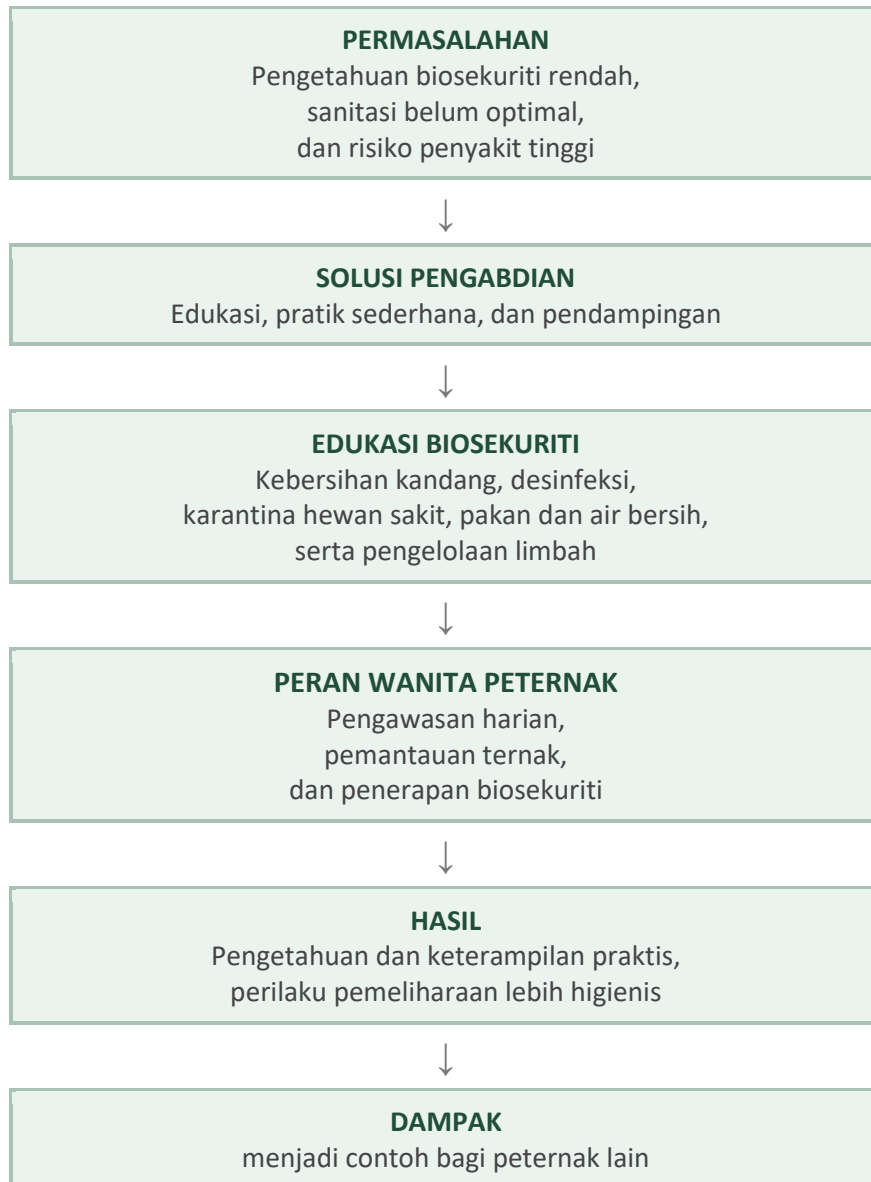 PERMASALAHAN
Pengetahuan biosekuriti rendah,
sanitasi belum optimal,
dan risiko penyakit tinggi
↓
SOLUSI PENGABDIAN
Edukasi, pratik sederhana, dan pendampingan
↓
EDUKASI BIOSEKURITI
Kebersihan kandang, desinfeksi,
karantina hewan sakit, pakan dan air bersih,
serta pengelolaan limbah
↓
PERAN WANITA PETERNAK
Pengawasan harian,
pemantauan ternak,
dan penerapan biosekuriti
↓
HASIL
Pengetahuan dan keterampilan praktis,
perilaku pemeliharaan lebih higienis
↓
DAMPAK
menjadi contoh bagi peternak lain